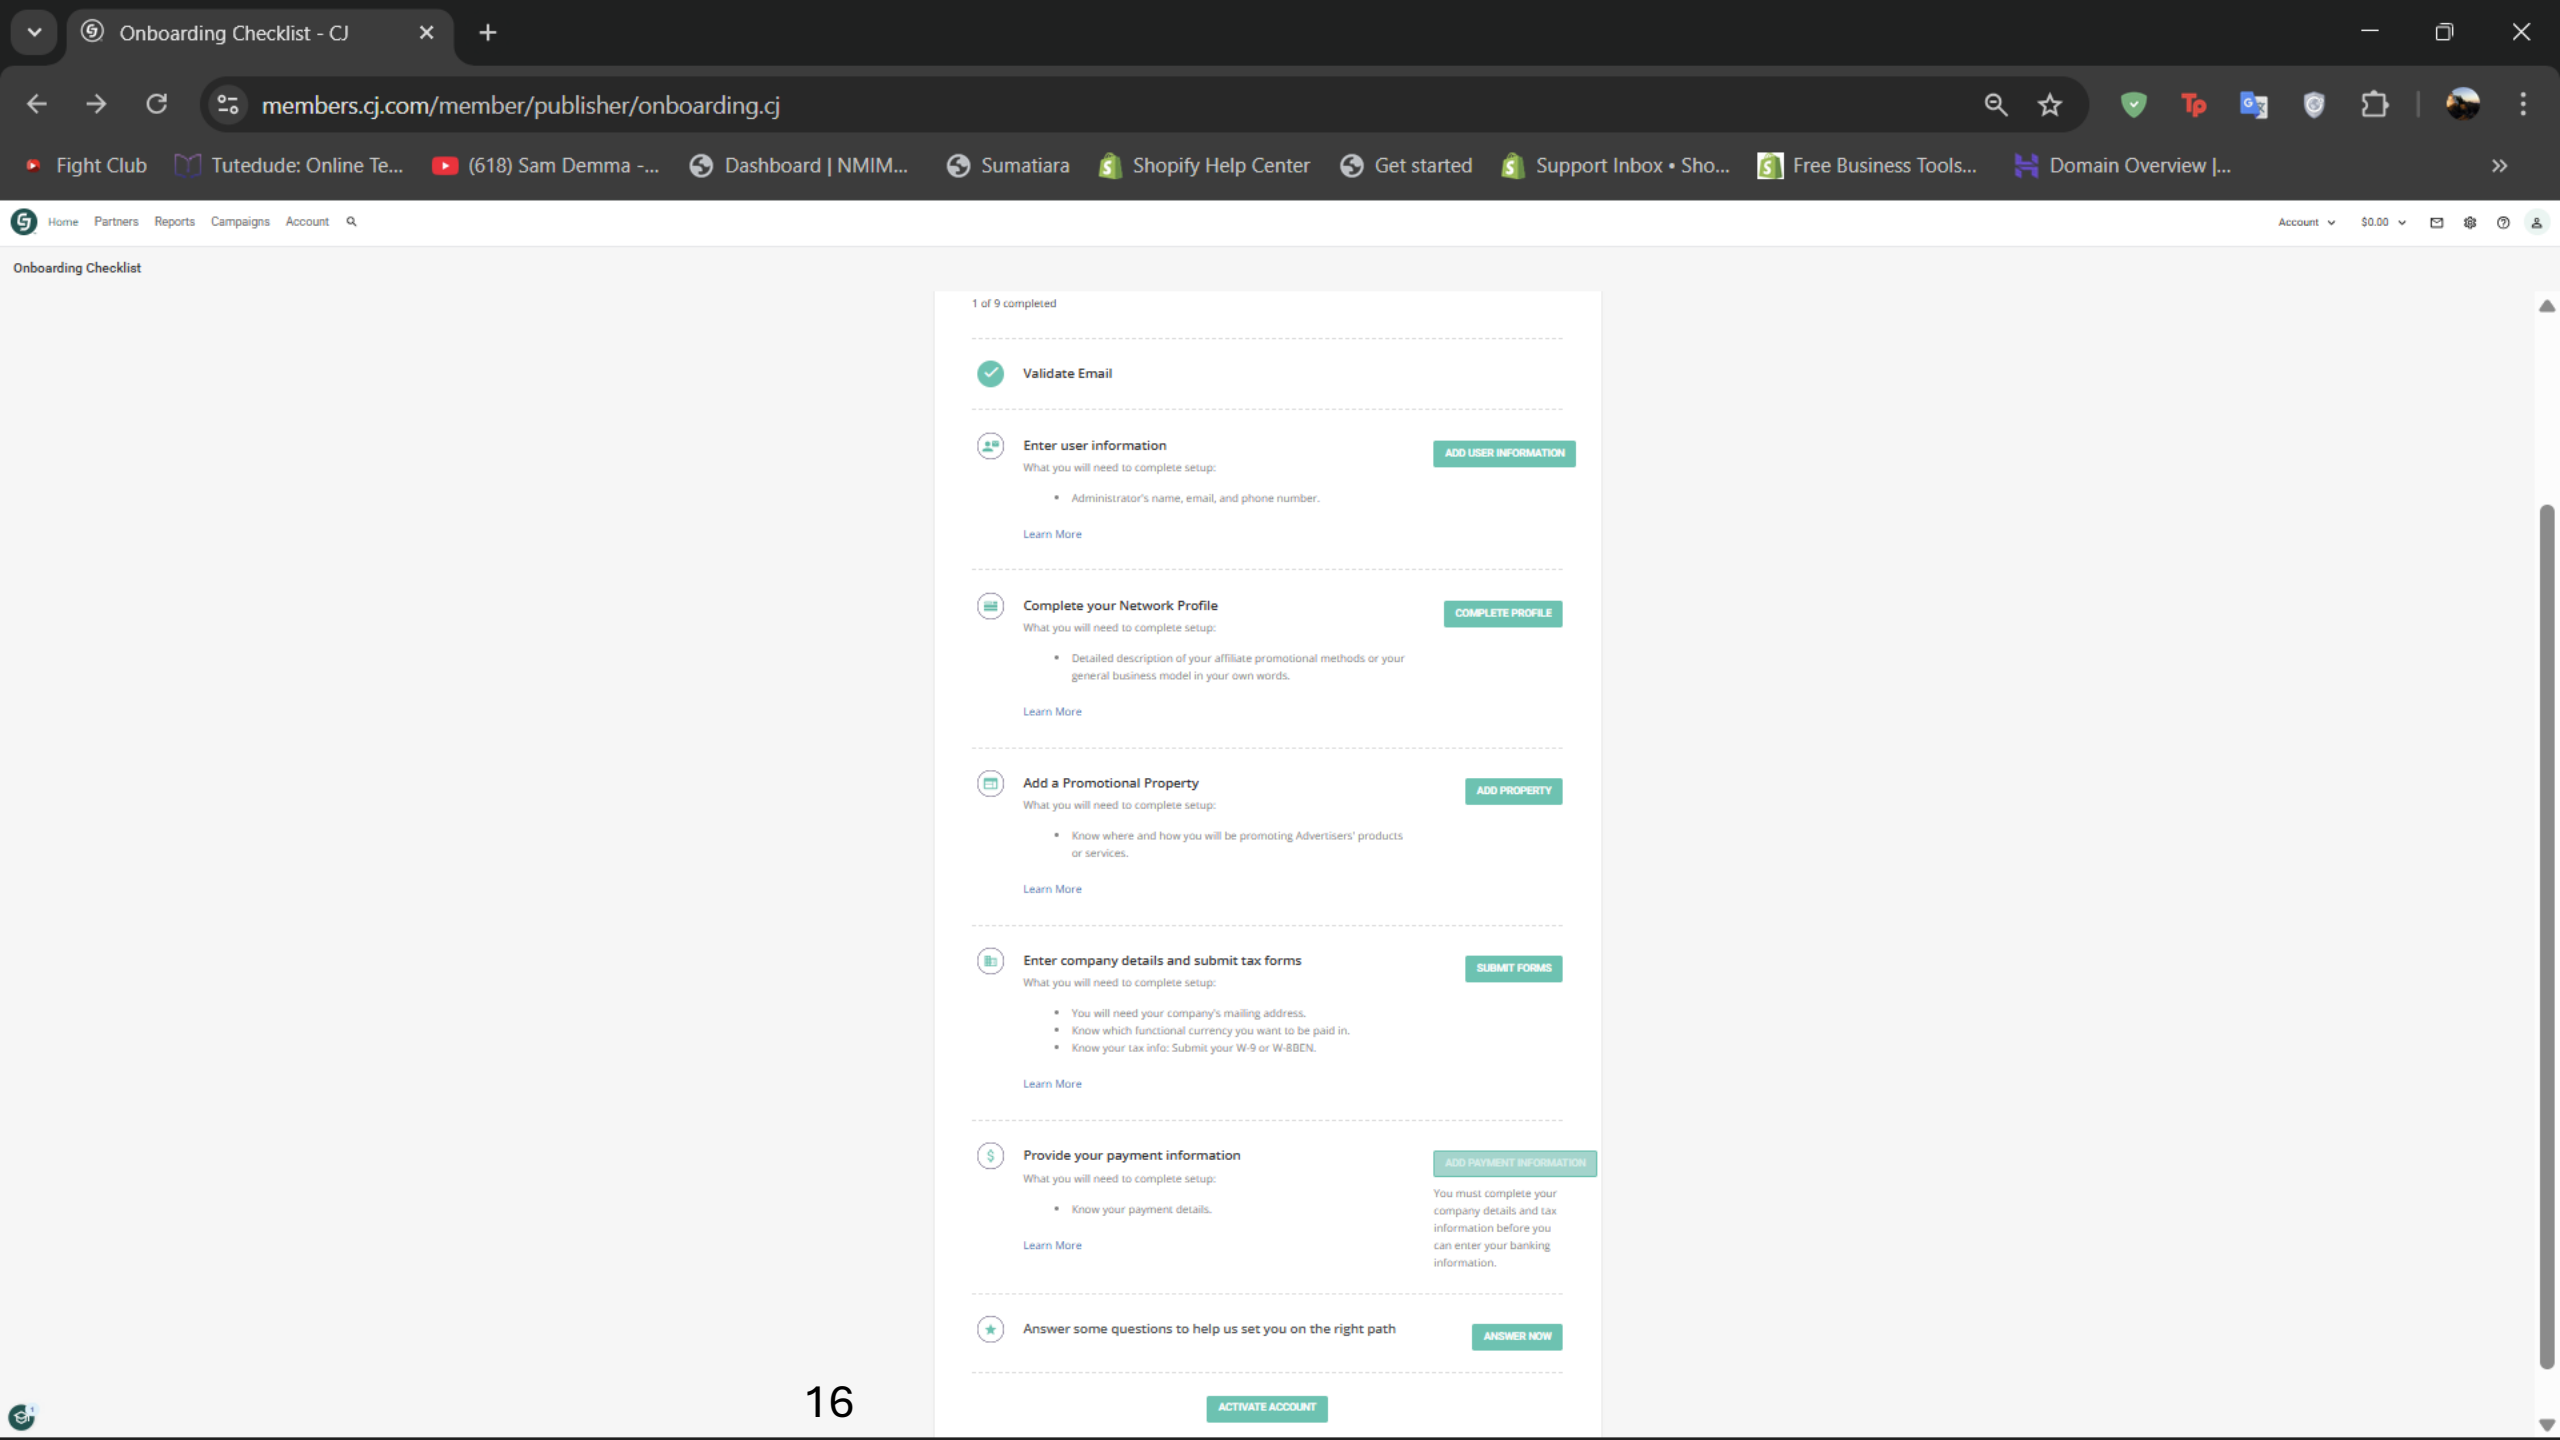 Onboarding Checklist - CJ
members.cj.com/member/publisher/onboarding.cj
Fight Club
Tutedude: Online Te...
(618) Sam Demma -...
Dashboard | NMIM...
Sumatiara
Shopify Help Center
Get started
Support Inbox • Sho...
Free Business Tools...
Domain Overview |...
Home Partners Reports Campaigns Account
Account $0.00
Onboarding Checklist
1 of 9 completed
Validate Email
Enter user information
ADD USER INFORMATION
What you will need to complete setup:
• Administrator's name, email, and phone number.
Learn More
Complete your Network Profile
COMPLETE PROFILE
What you will need to complete setup:
• Detailed description of your affiliate promotional methods or your
general business model in your own words.
Learn More
Add a Promotional Property
ADD PROPERTY
What you will need to complete setup:
• Know where and how you will be promoting Advertisers' products
or services.
Learn More
Enter company details and submit tax forms
SUBMIT FORMS
What you will need to complete setup:
• You will need your company's mailing address.
• Know which functional currency you want to be paid in.
• Know your tax info: Submit your W-9 or W-8BEN.
Learn More
Provide your payment information
ADD PAYMENT INFORMATION
What you will need to complete setup:
• Know your payment details.
Learn More
You must complete your
company details and tax
information before you
can enter your banking
information.
Answer some questions to help us set you on the right path
ANSWER NOW
ACTIVATE ACCOUNT
16
1